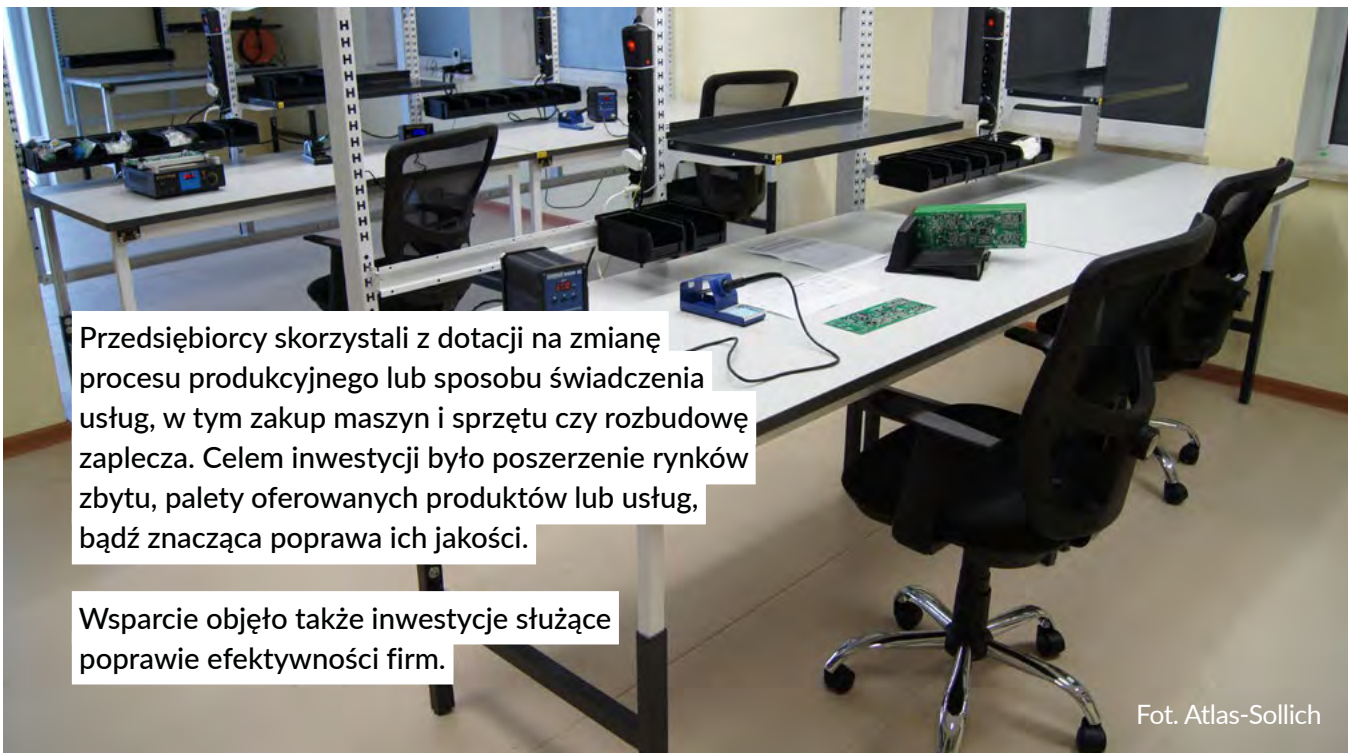 Przedsiębiorcy skorzystali z dotacji na zmianę
procesu produkcyjnego lub sposobu świadczenia
usług, w tym zakup maszyn i sprzętu czy rozbudowę
zaplecza. Celem inwestycji było poszerzenie rynków
zbytu, palety oferowanych produktów lub usług,
bądź znacząca poprawa ich jakości.
Wsparcie objęło także inwestycje służące
poprawie efektywności firm.
Fot. Atlas-Sollich